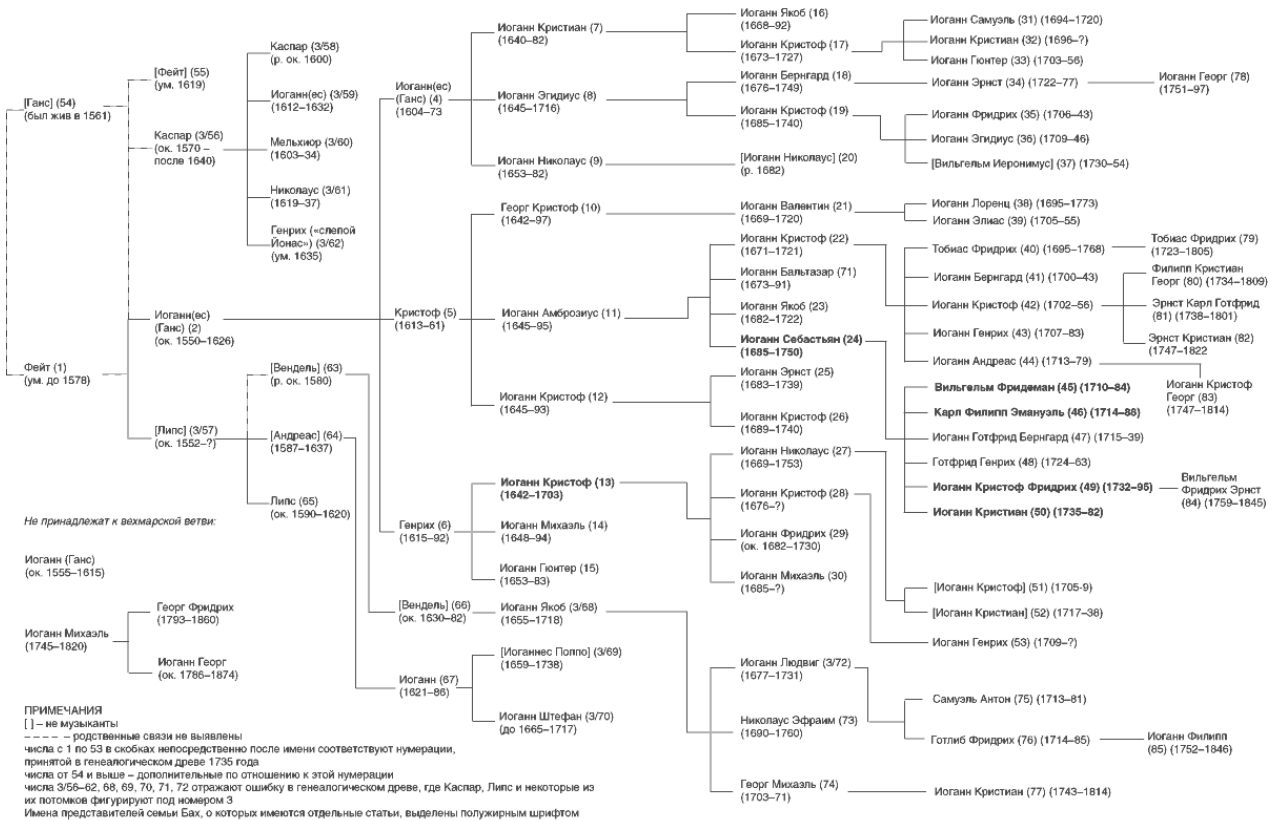 [Ганс] (54)
(был жив в 1561)
Фейт (1)
(ум. до 1578)
[Фейт] (55)
(ум. 1619)
Каспар (3/56)
(ок. 1570 –
после 1640)
Иоганн(ес)
(Ганс) (2)
(ок. 1550–1626)
[Липс] (3/57)
(ок. 1552–?)
Каспар (3/58)
(р. ок. 1600)
Иоганн(ес) (3/59)
(1612–1632)
Мельхиор (3/60)
(1603–34)
Николаус (3/61)
(1619–37)
Генрих («слепой
Йонас») (3/62)
(ум. 1635)
[Вендель] (63)
(р. ок. 1580)
[Андреас] (64)
(1587–1637)
Липс (65)
(ок. 1590–1620)
Иоганн(ес)
(Ганс) (4)
1604–73
Кристоф (5)
(1613–61)
Генрих (6)
(1615–92)
[Вендель] (66)
(ок. 1630–82)
Иоганн (67)
(1621–86)
Иоганн Кристиан (7)
(1640–82)
Иоганн Эгидиус (8)
(1645–1716)
Иоганн Николаус (9)
(1653–82)
Георг Кристоф (10)
(1642–97)
Иоганн Амброзиус (11)
(1645–95)
Иоганн Кристоф (12)
(1645–93)
Иоганн Кристоф (13)
(1642–1703)
Иоганн Михаэль (14)
(1648–94)
Иоганн Гюнтер (15)
(1653–83)
Иоганн Якоб (3/68)
(1655–1718)
[Иоганнес Поппо] (3/69)
(1659–1738)
Иоганн Штефан (3/70)
(до 1665–1717)
Иоганн Якоб (16)
(1668–92)
Иоганн Кристоф (17)
(1673–1727)
Иоганн Бернгард (18)
(1676–1749)
Иоганн Кристоф (19)
(1685–1740)
[Иоганн Николаус] (20)
(р. 1682)
Иоганн Валентин (21)
(1669–1720)
Иоганн Кристоф (22)
(1671–1721)
Иоганн Бальтазар (71)
(1673–91)
Иоганн Якоб (23)
(1682–1722)
Иоганн Себастьян (24)
(1685–1750)
Иоганн Эрнст (25)
(1683–1739)
Иоганн Кристоф (26)
(1689–1740)
Иоганн Николаус (27)
(1669–1753)
Иоганн Кристоф (28)
(1676–?)
Иоганн Фридрих (29)
(ок. 1682–1730)
Иоганн Михаэль (30)
(1685–?)
Иоганн Людвиг (3/72)
(1677–1731)
Николаус Эфраим (73)
(1690–1760)
Георг Михаэль (74)
(1703–71)
Иоганн Самуэль (31) (1694–1720)
Иоганн Кристиан (32) (1696–?)
Иоганн Гюнтер (33) (1703–56)
Иоганн Эрнст (34) (1722–77)
Иоганн Фридрих (35) (1706–43)
Иоганн Эгидиус (36) (1709–46)
[Вильгельм Иеронимус] (37) (1730–54)
Иоганн Лоренц (38) (1695–1773)
Иоганн Элиас (39) (1705–55)
Тобиас Фридрих (40) (1695–1768)
Иоганн Бернгард (41) (1700–43)
Иоганн Кристоф (42) (1702–56)
Иоганн Генрих (43) (1707–83)
Иоганн Андреас (44) (1713–79)
Вильгельм Фридеман (45) (1710–84)
Карл Филипп Эмануэль (46) (1714–88)
Иоганн Готфрид Бернгард (47) (1715–39)
Готфрид Генрих (48) (1724–63)
Иоганн Кристоф Фридрих (49) (1732–95)
Иоганн Кристиан (50) (1735–82)
[Иоганн Кристоф] (51) (1705-9)
[Иоганн Кристиан] (52) (1717–38)
Иоганн Генрих (53) (1709–?)
Самуэль Антон (75) (1713–81)
Готлиб Фридрих (76) (1714–85)
Иоганн Кристиан (77) (1743–1814)
Иоганн Георг (78)
(1751–97)
Тобиас Фридрих (79)
(1723–1805)
Филипп Кристиан
Георг (80) (1734–1809)
Эрнст Карл Готфрид
(81) (1738–1801)
Эрнст Кристиан (82)
(1747–1822
Иоганн Кристоф
Георг (83)
(1747–1814)
Вильгельм
Фридрих Эрнст
(84) (1759–1845)
Иоганн Филипп
(85) (1752–1846)
Не принадлежат к вехмарской ветви:
Иоганн (Ганс)
(ок. 1555–1615)
Иоганн Михаэль
(1745–1820)
Георг Фридрих
(1793–1860)
Иоганн Георг
(ок. 1786–1874)
ПРИМЕЧАНИЯ
[ ] – не музыканты
– – – – – – родственные связи не выявлены
числа с 1 по 53 в скобках непосредственно после имени соответствуют нумерации,
принятой в генеалогическом древе 1735 года
числа от 54 и выше – дополнительные по отношению к этой нумерации
числа 3/56–62, 68, 69, 70, 71, 72 отражают ошибку в генеалогическом древе, где Каспар, Липс и некоторые из
их потомков фигурируют под номером 3
Имена представителей семьи Бах, о которых имеются отдельные статьи, выделены полужирным шрифтом